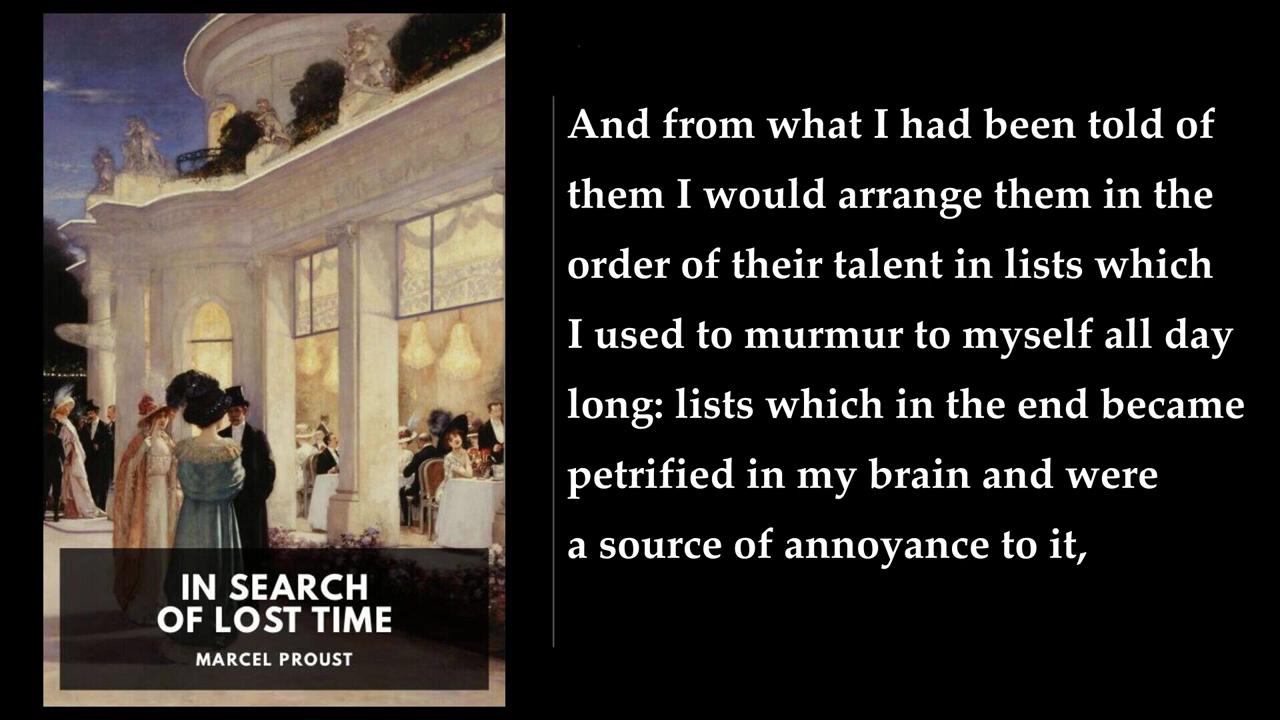 And from what I had been told of
them I would arrange them in the
order of their talent in lists which
I used to murmur to myself all day
long: lists which in the end became
petrified in my brain and were
a source of annoyance to it,
IN SEARCH
OF LOST TIME
MARCEL PROUST